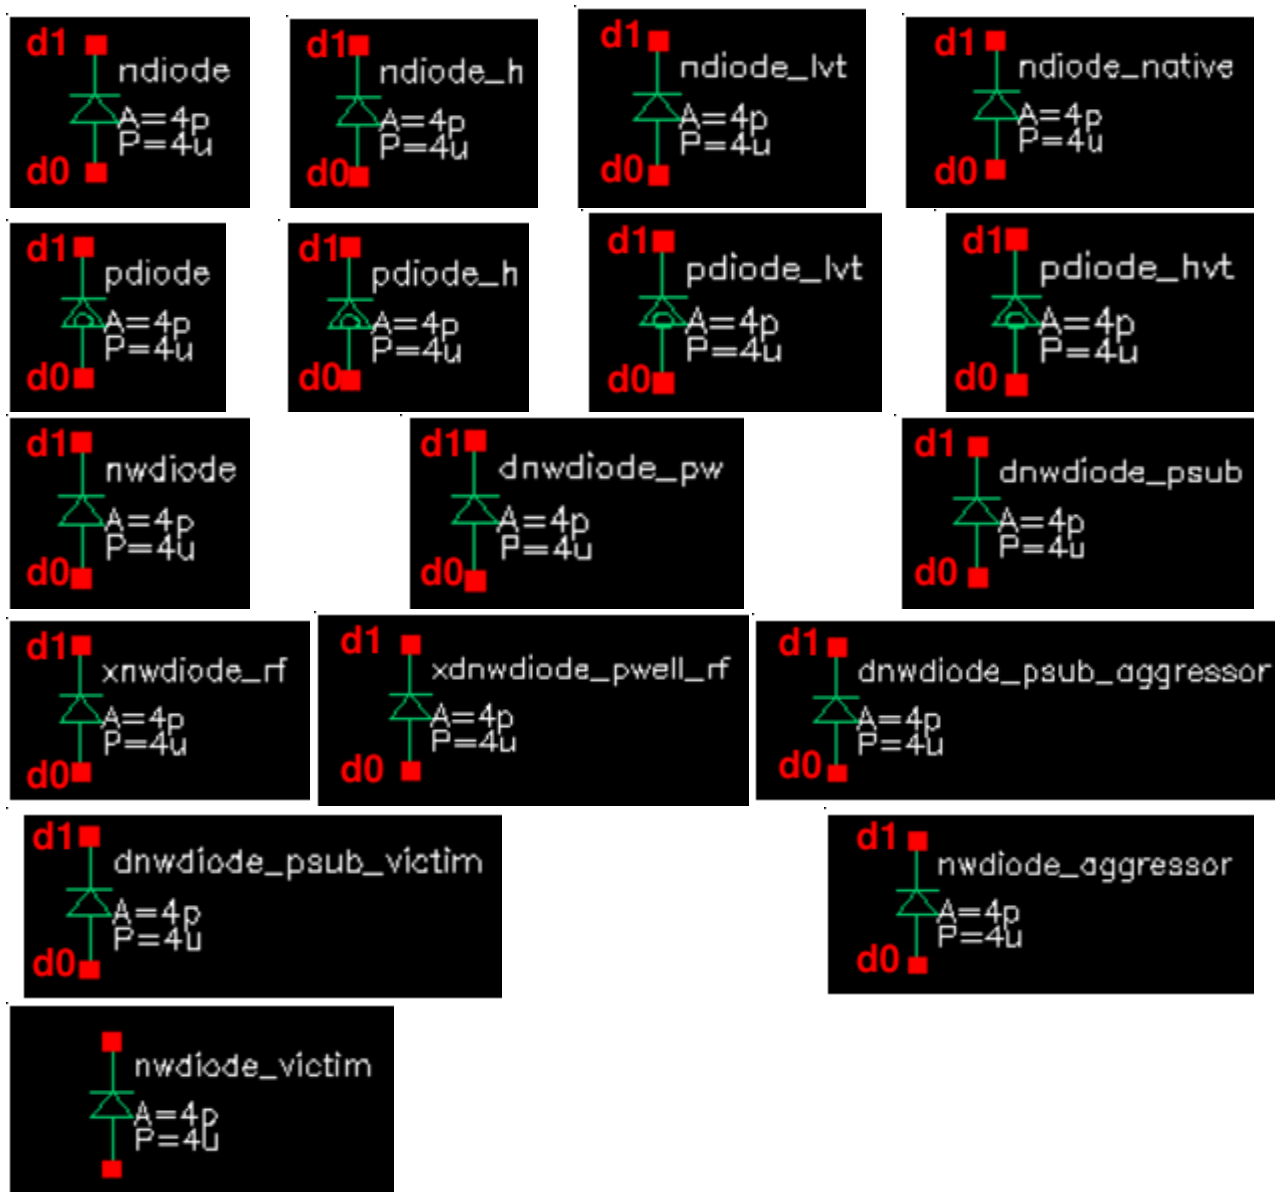 d1
ndiode
A=4p
P=4u
d0
d1
ndiode_h
A=4p
P=4u
d0
d1
ndiode_lvt
A=4p
P=4u
d0
d1
ndiode_native
A=4p
P=4u
d0
d1
pdiode
A=4p
P=4u
d0
d1
pdiode_h
A=4p
P=4u
d0
d1
pdiode_lvt
A=4p
P=4u
d0
d1
pdiode_hvt
A=4p
P=4u
d0
d1
nwdiode
A=4p
P=4u
d0
d1
dnwdiode_pw
A=4p
P=4u
d0
d1
dnwdiode_psub
A=4p
P=4u
d0
d1
xnwdiode_rf
A=4p
P=4u
d0
d1
xdnwdiode_pwell_rf
A=4p
P=4u
d0
d1
dnwdiode_psub_aggressor
A=4p
P=4u
d0
d1
dnwdiode_psub_victim
A=4p
P=4u
d0
d1
nwdiode_aggressor
A=4p
P=4u
d0
nwdiode_victim
A=4p
P=4u